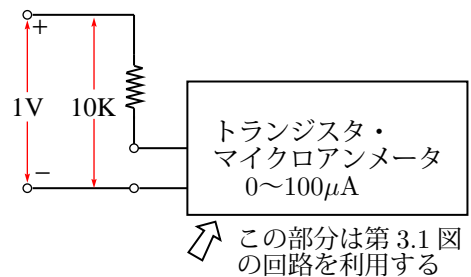 +
1V
10K
−
トランジスタ・
マイクロアンメータ
0〜100μA
この部分は第 3.1 図
の回路を利用する